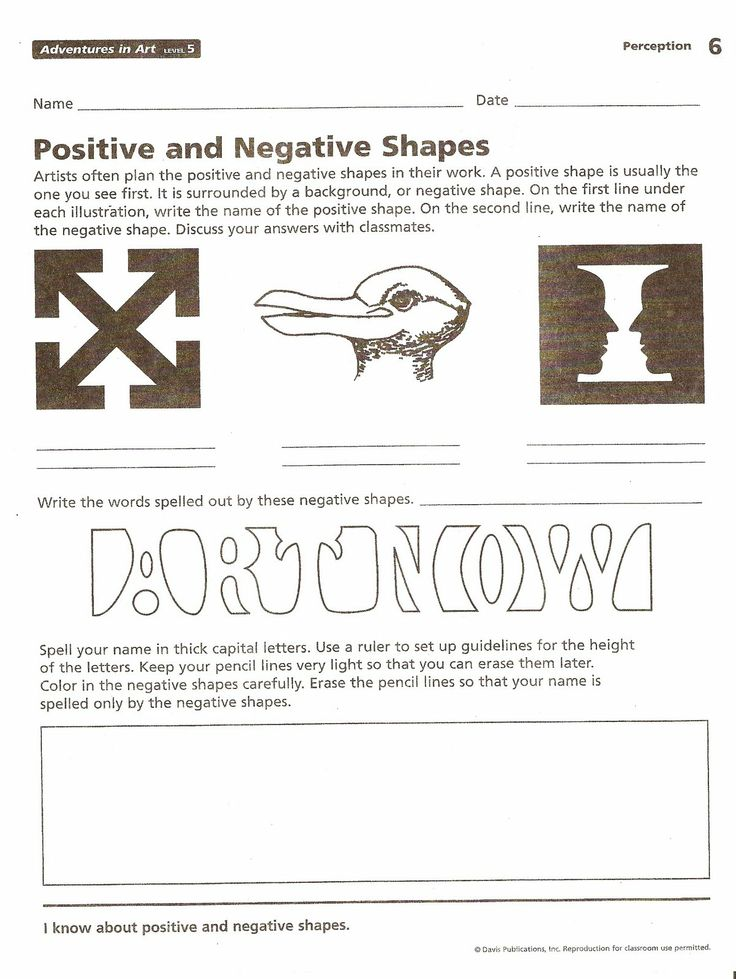 Adventures in Art LEVEL 5
Perception 6
Name Date
Positive and Negative Shapes
Artists often plan the positive and negative shapes in their work. A positive shape is usually the
one you see first. It is surrounded by a background, or negative shape. On the first line under
each illustration, write the name of the positive shape. On the second line, write the name of
the negative shape. Discuss your answers with classmates.
Write the words spelled out by these negative shapes.
ART NOW
Spell your name in thick capital letters. Use a ruler to set up guidelines for the height
of the letters. Keep your pencil lines very light so that you can erase them later.
Color in the negative shapes carefully. Erase the pencil lines so that your name is
spelled only by the negative shapes.
I know about positive and negative shapes.
© Davis Publications, Inc. Reproduction for classroom use permitted.